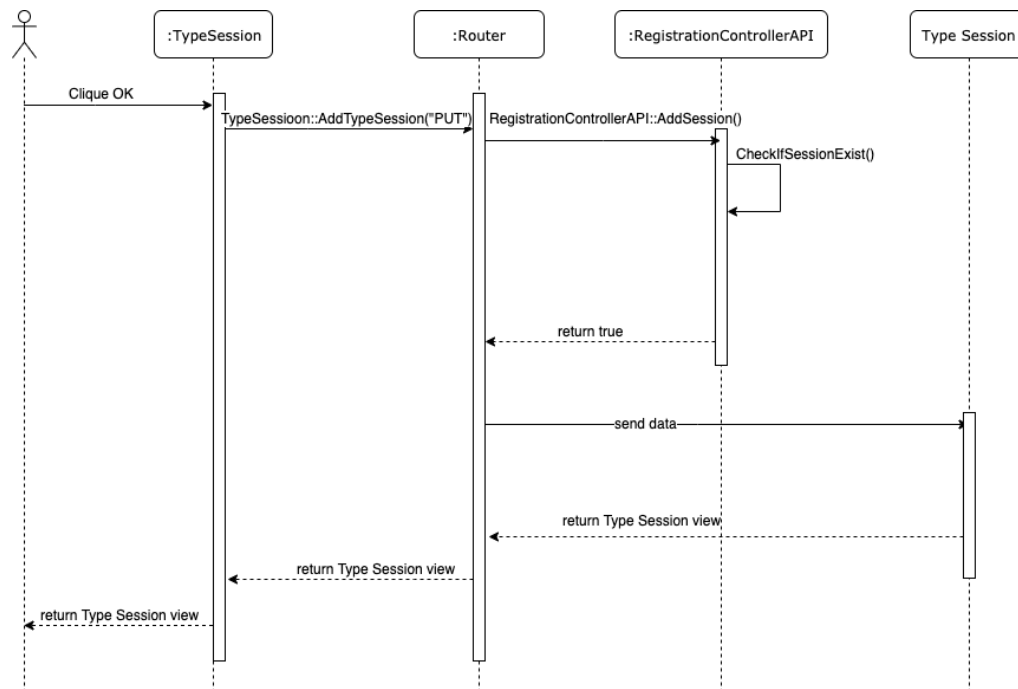 :TypeSession
:Router
:RegistrationControllerAPI
Type Session
Clique OK
TypeSessioon::AddTypeSession("PUT")
RegistrationControllerAPI::AddSession()
CheckIfSessionExist()
return true
send data
return Type Session view
return Type Session view
return Type Session view